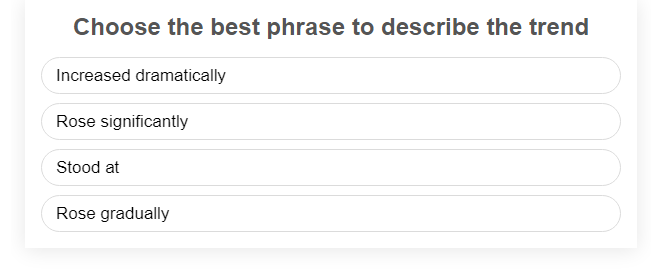 Choose the best phrase to describe the trend
Increased dramatically
Rose significantly
Stood at
Rose gradually